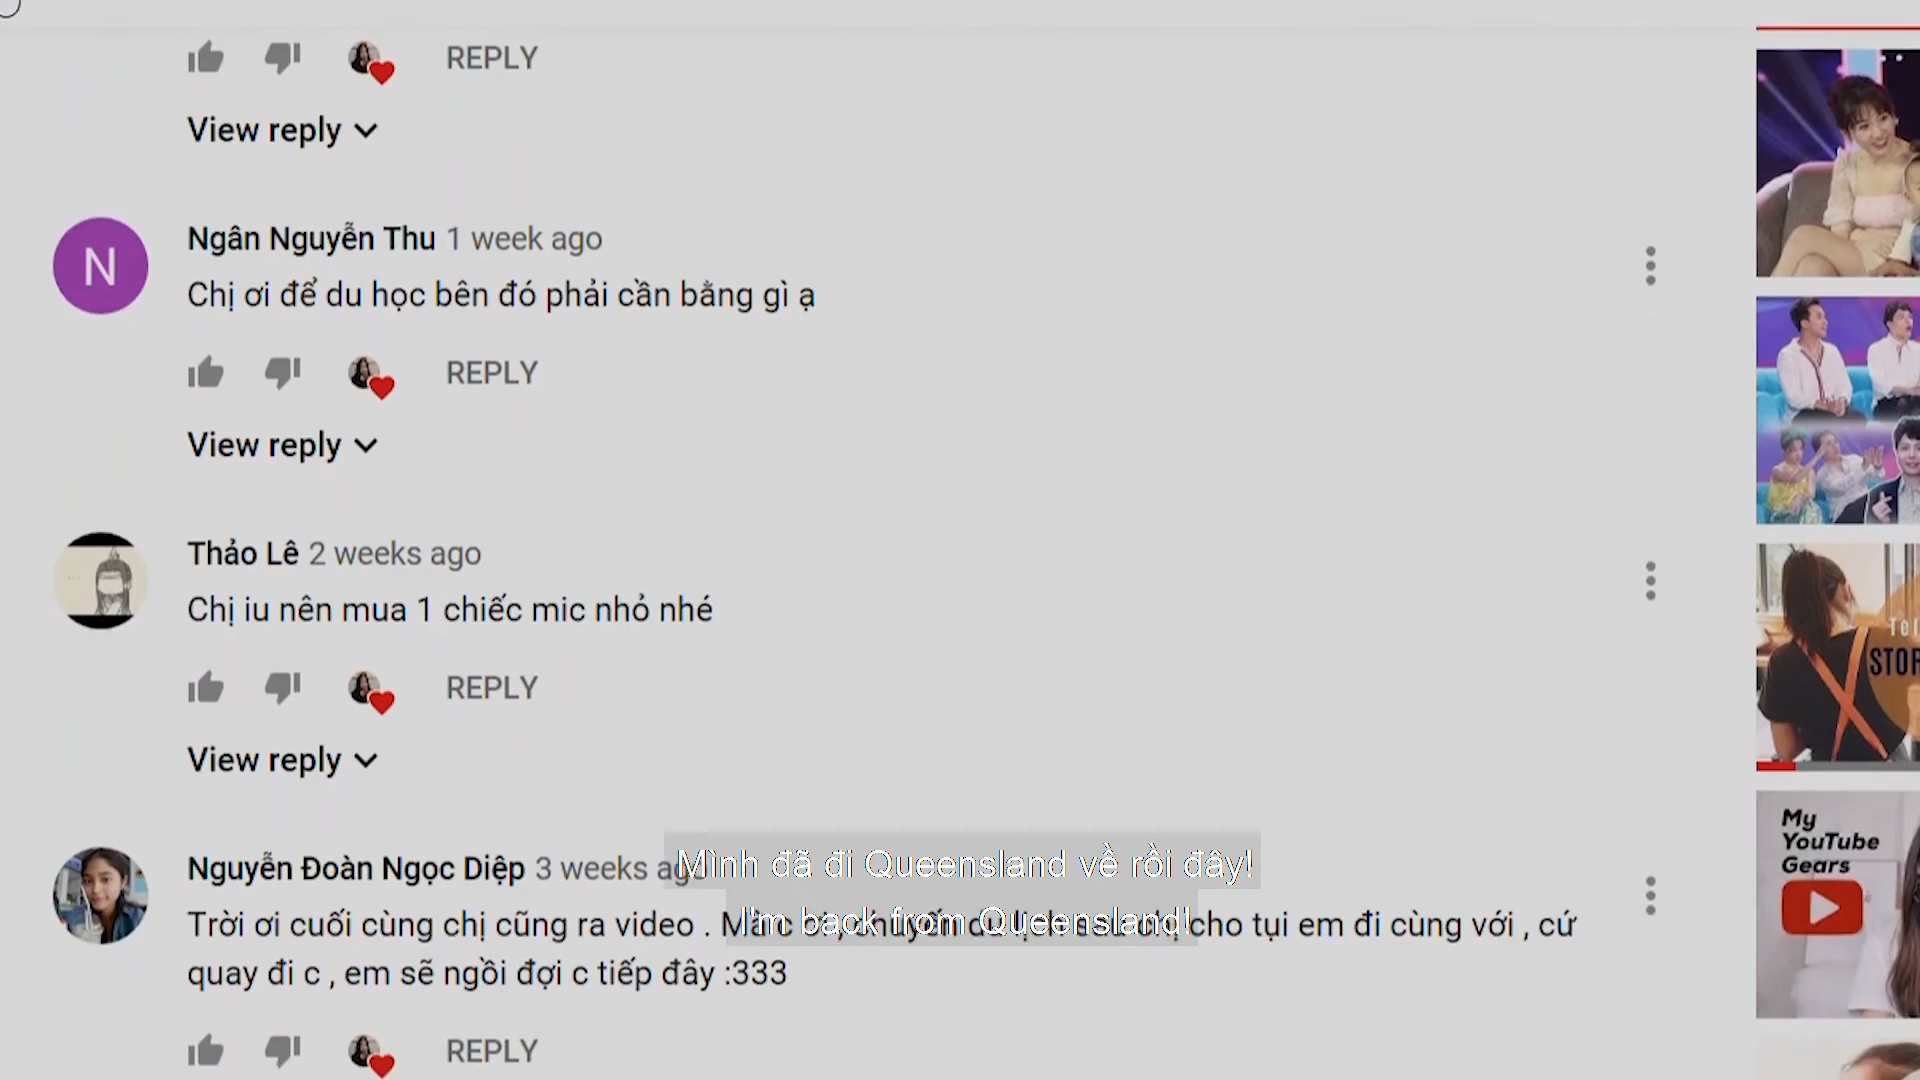 REPLY
View reply
Ngân Nguyễn Thu 1 week ago
Chị ơi để du học bên đó phải cần bằng gì ạ
REPLY
View reply
N
Thảo Lê 2 weeks ago
Chị iu nên mua 1 chiếc mic nhỏ nhé
REPLY
View reply
Nguyễn Đoàn Ngọc Diệp 3 weeks
Mình đã đi Queensland về rồi đây!
I'm back from Queensland!
Trời ơi cuối cùng chị cũng ra video . cho tụi em đi cùng với , cứ
quay đi c , em sẽ ngồi đợi c tiếp đây :333
REPLY
My
YouTube
Gears